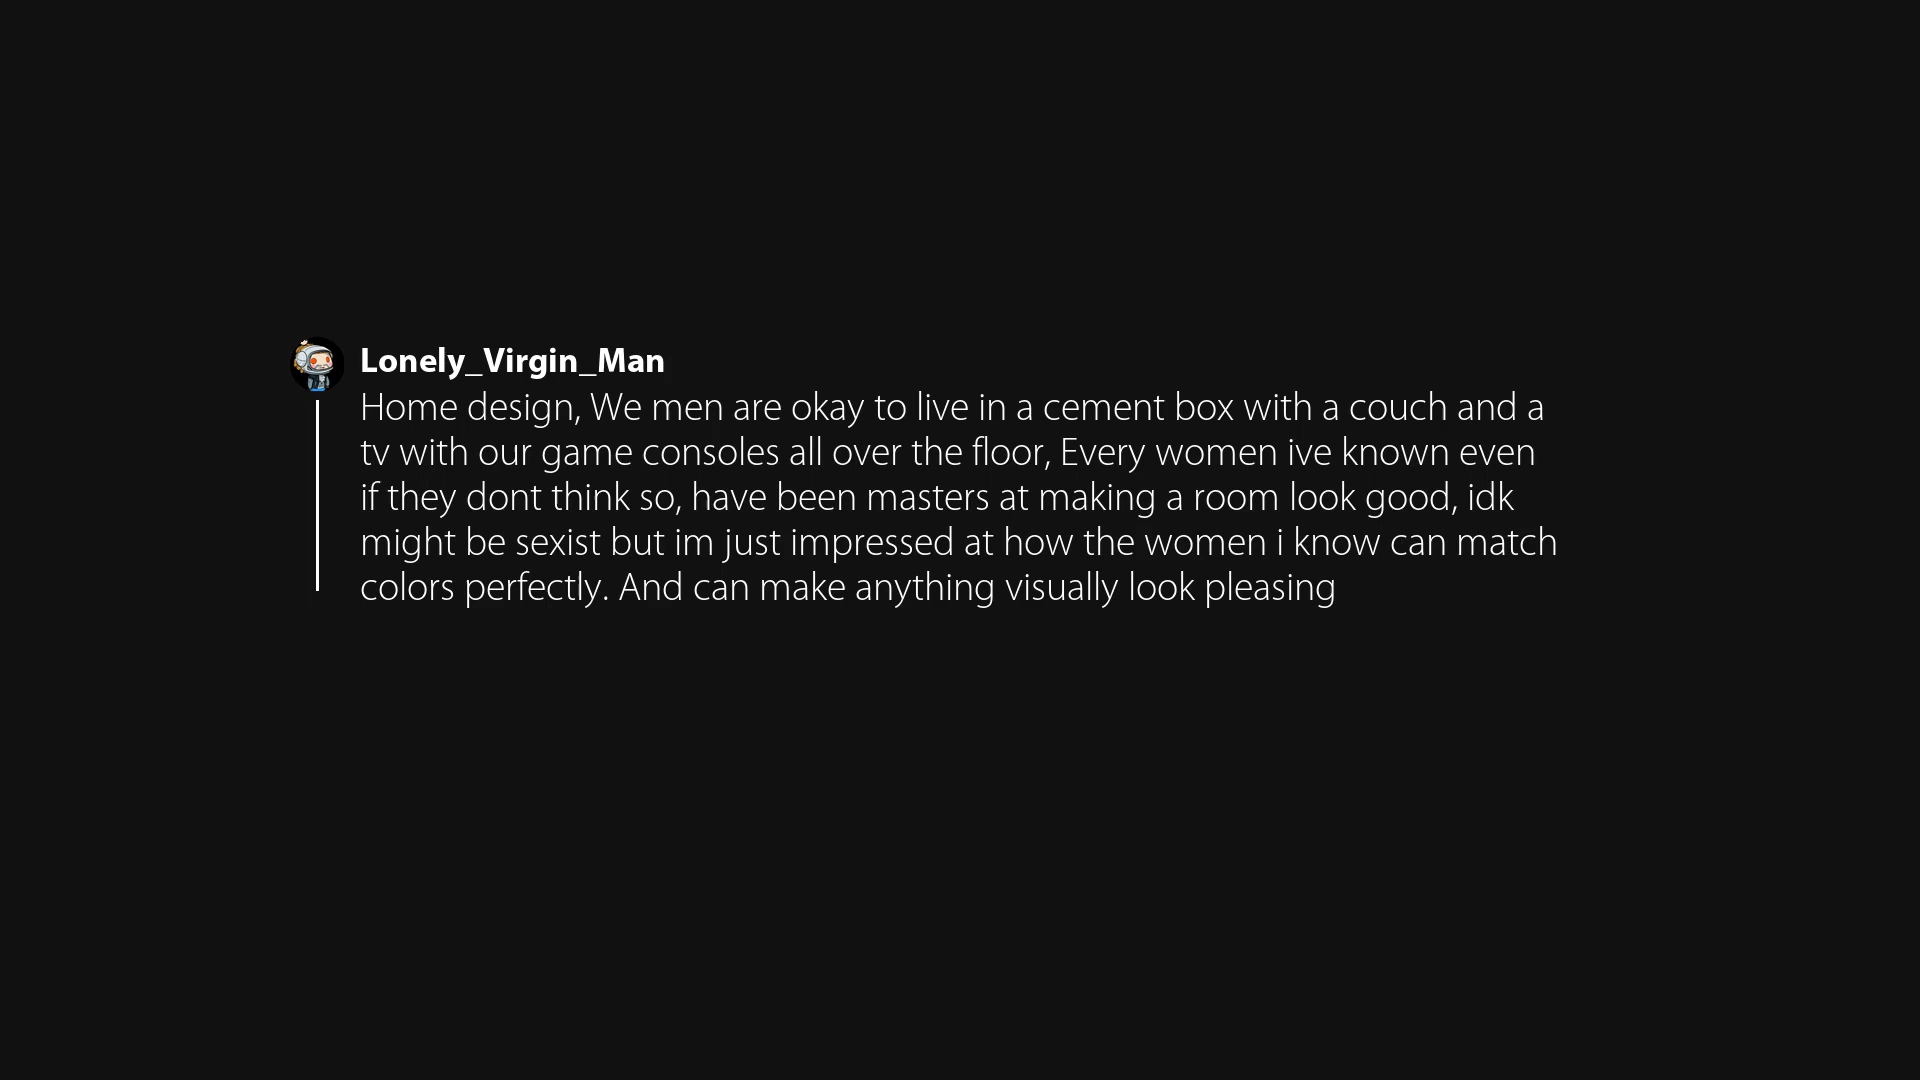 Lonely_Virgin_Man
Home design, We men are okay to live in a cement box with a couch and a
tv with our game consoles all over the floor, Every women ive known even
if they dont think so, have been masters at making a room look good, idk
might be sexist but im just impressed at how the women i know can match
colors perfectly. And can make anything visually look pleasing